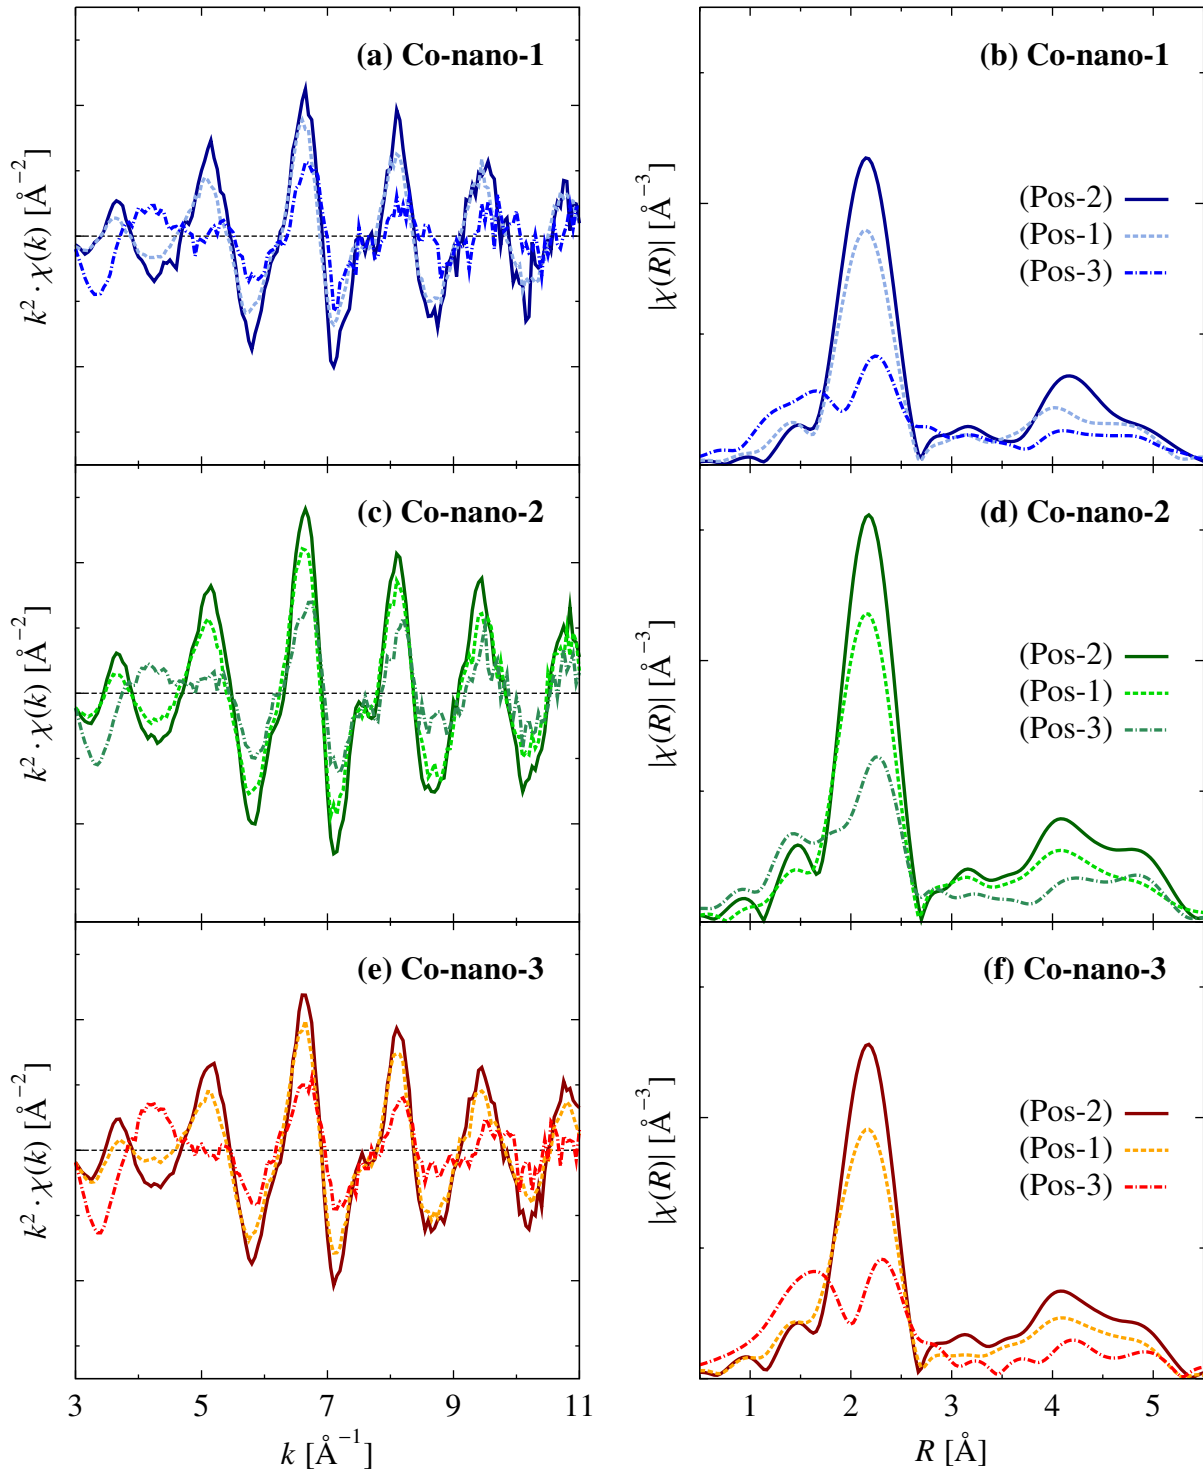 (a) Co-nano-1
k² · χ(k) [Å⁻²]
(b) Co-nano-1
|χ(R)| [Å⁻³]
(Pos-2)
(Pos-1)
(Pos-3)
(c) Co-nano-2
k² · χ(k) [Å⁻²]
(d) Co-nano-2
|χ(R)| [Å⁻³]
(Pos-2)
(Pos-1)
(Pos-3)
(e) Co-nano-3
k² · χ(k) [Å⁻²]
3 5 7 9 11
k [Å⁻¹]
(f) Co-nano-3
|χ(R)| [Å⁻³]
(Pos-2)
(Pos-1)
(Pos-3)
1 2 3 4 5
R [Å]